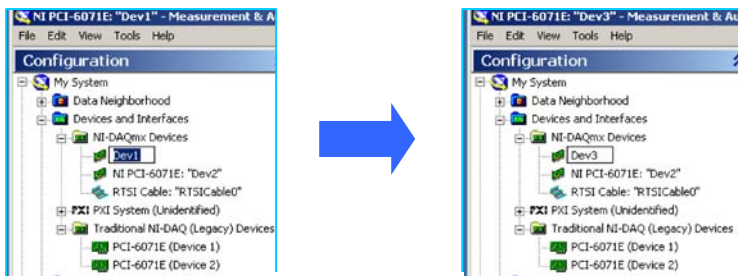 NI PCI-6071E: "Dev1" - Measurement & A
File Edit View Tools Help
Configuration
My System
Data Neighborhood
Devices and Interfaces
NI-DAQmx Devices
Dev1
NI PCI-6071E: "Dev2"
RTSI Cable: "RTSICable0"
PXI PXI System (Unidentified)
Traditional NI-DAQ (Legacy) Devices
PCI-6071E (Device 1)
PCI-6071E (Device 2)
NI PCI-6071E: "Dev3" - Measurement & Au
File Edit View Tools Help
Configuration
My System
Data Neighborhood
Devices and Interfaces
NI-DAQmx Devices
Dev3
NI PCI-6071E: "Dev2"
RTSI Cable: "RTSICable0"
PXI PXI System (Unidentified)
Traditional NI-DAQ (Legacy) Devices
PCI-6071E (Device 1)
PCI-6071E (Device 2)